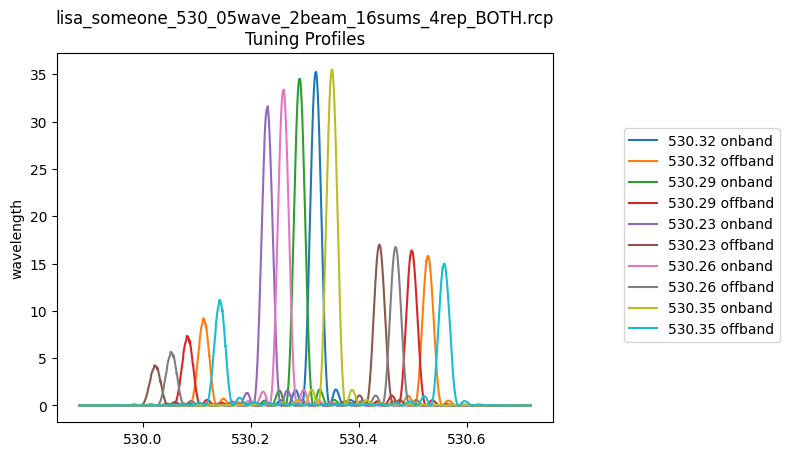 lisa_someone_530_05wave_2beam_16sums_4rep_BOTH.rcp
Tuning Profiles
35
30
25
20
15
10
5
0
wavelength
530.0 530.2 530.4 530.6
530.32 onband
530.32 offband
530.29 onband
530.29 offband
530.23 onband
530.23 offband
530.26 onband
530.26 offband
530.35 onband
530.35 offband